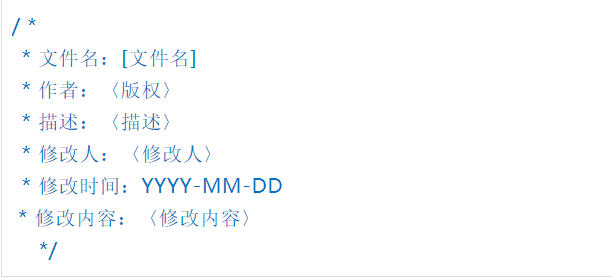 / *
* 文件名：[文件名]
* 作者：〈版权〉
* 描述：〈描述〉
* 修改人：〈修改人〉
* 修改时间：YYYY-MM-DD
* 修改内容：〈修改内容〉
*/